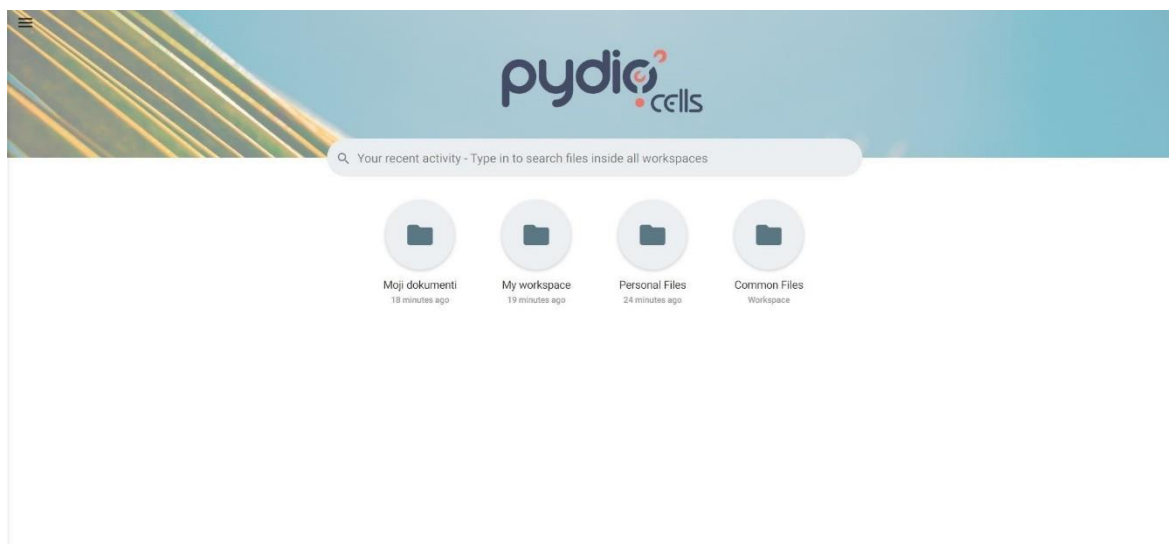 pydio
cells
Your recent activity - Type in to search files inside all workspaces
Moji dokumenti
18 minutes ago
My workspace
19 minutes ago
Personal Files
24 minutes ago
Common Files
Workspace